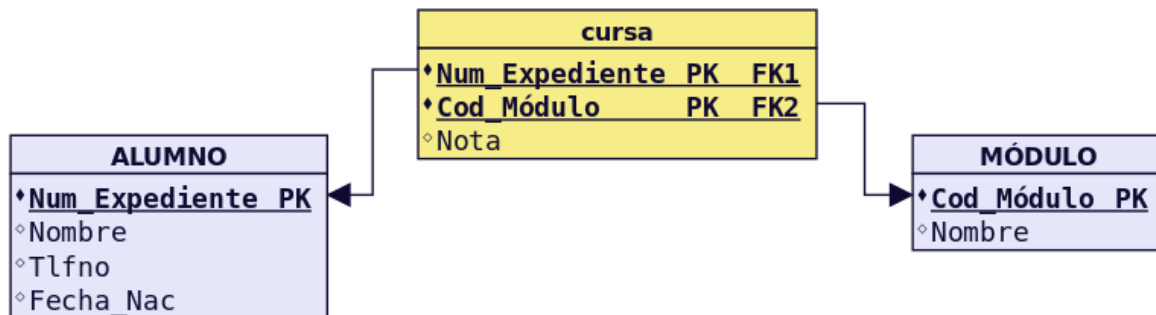 cursa
Num_Expediente PK FK1
Cod_Módulo PK FK2
Nota
ALUMNO
Num_Expediente PK
Nombre
Tlfno
Fecha_Nac
MÓDULO
Cod_Módulo PK
Nombre